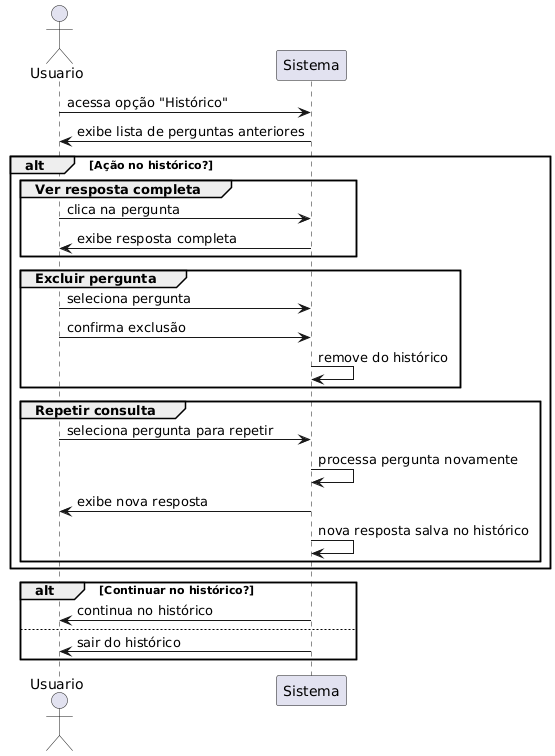 Usuario
Sistema
acessa opção "Histórico"
exibe lista de perguntas anteriores
alt [Ação no histórico?]
Ver resposta completa
clica na pergunta
exibe resposta completa
Excluir pergunta
seleciona pergunta
confirma exclusão
remove do histórico
Repetir consulta
seleciona pergunta para repetir
processa pergunta novamente
exibe nova resposta
nova resposta salva no histórico
alt [Continuar no histórico?]
continua no histórico
sair do histórico
Usuario
Sistema